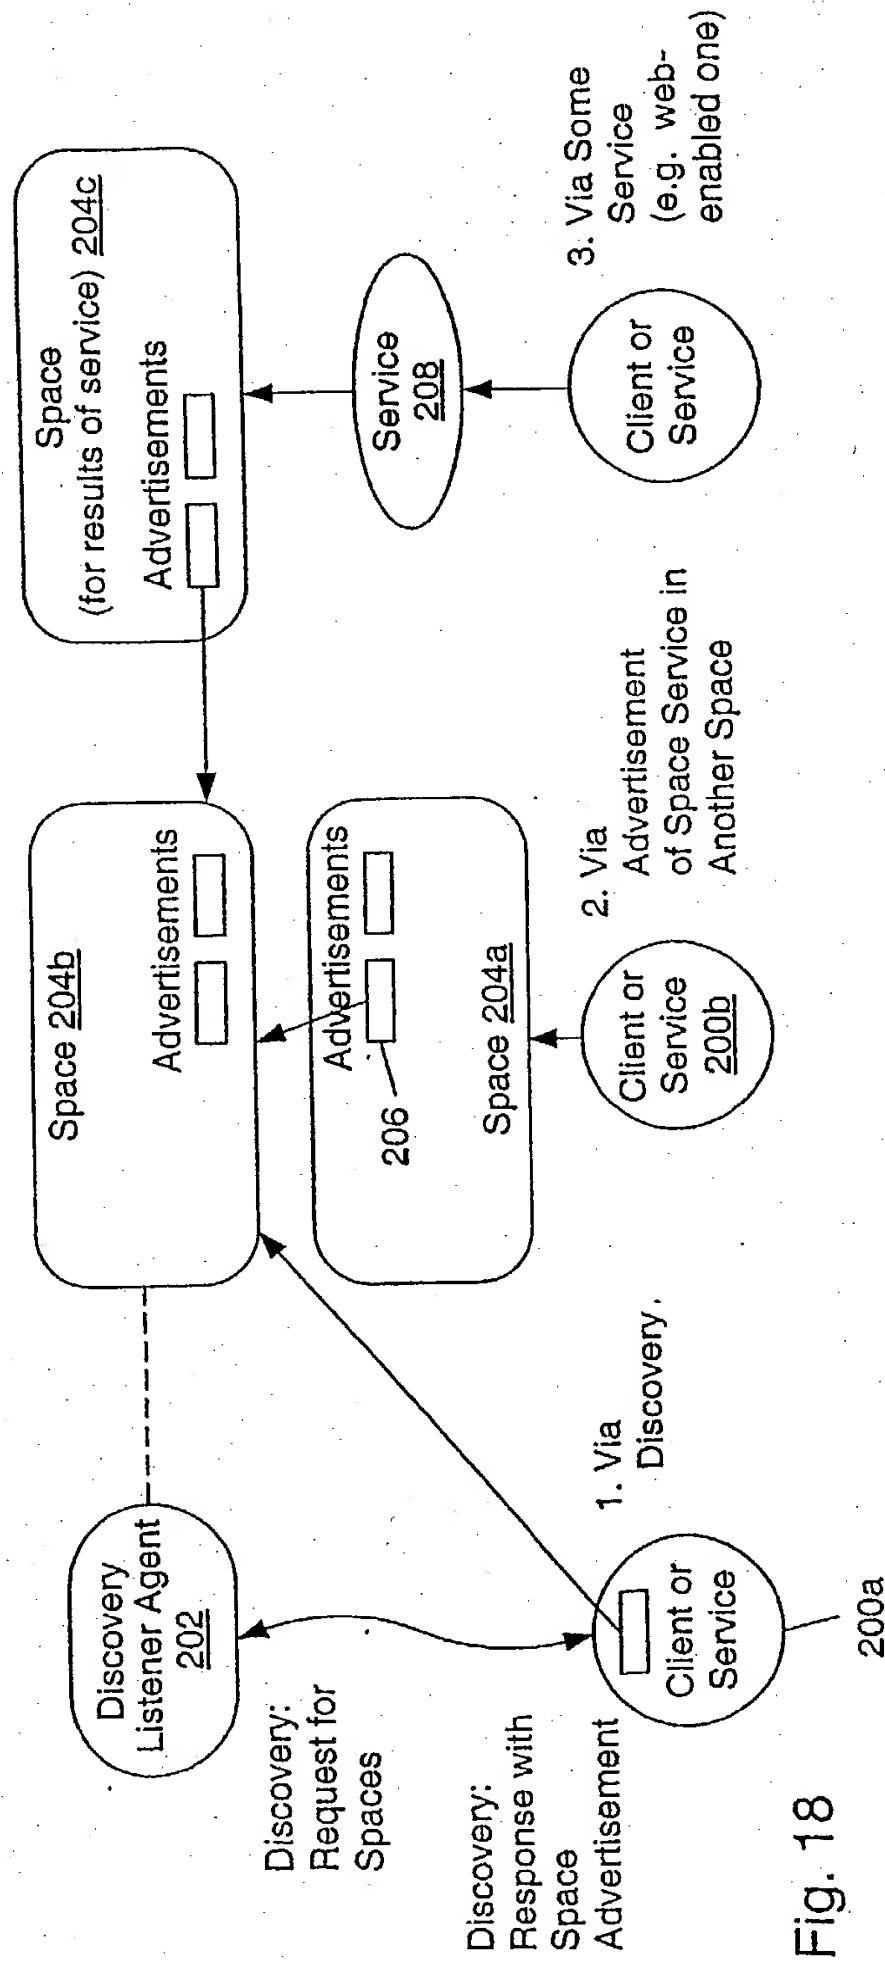 Discovery
Listener Agent
202
Discovery:
Request for
Spaces
Discovery:
Response with
Space
Advertisement
Client or
Service
200a
1. Via
Discovery
Space 204b
Advertisements
Advertisements
206
Space 204a
Client or
Service
200b
2. Via
Advertisement
of Space Service in
Another Space
Space
(for results of service) 204c
Advertisements
Service
208
Client or
Service
3. Via Some
Service
(e.g. web-
enabled one)
Fig. 18